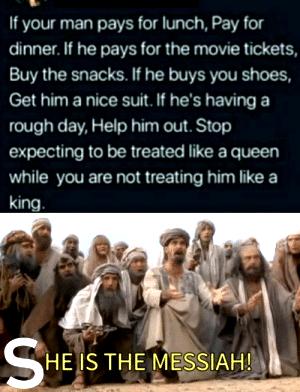 If your man pays for lunch, Pay for
dinner. If he pays for the movie tickets,
Buy the snacks. If he buys you shoes,
Get him a nice suit. If he's having a
rough day, Help him out. Stop
expecting to be treated like a queen
while you are not treating him like a
king.
SHE IS THE MESSIAH!